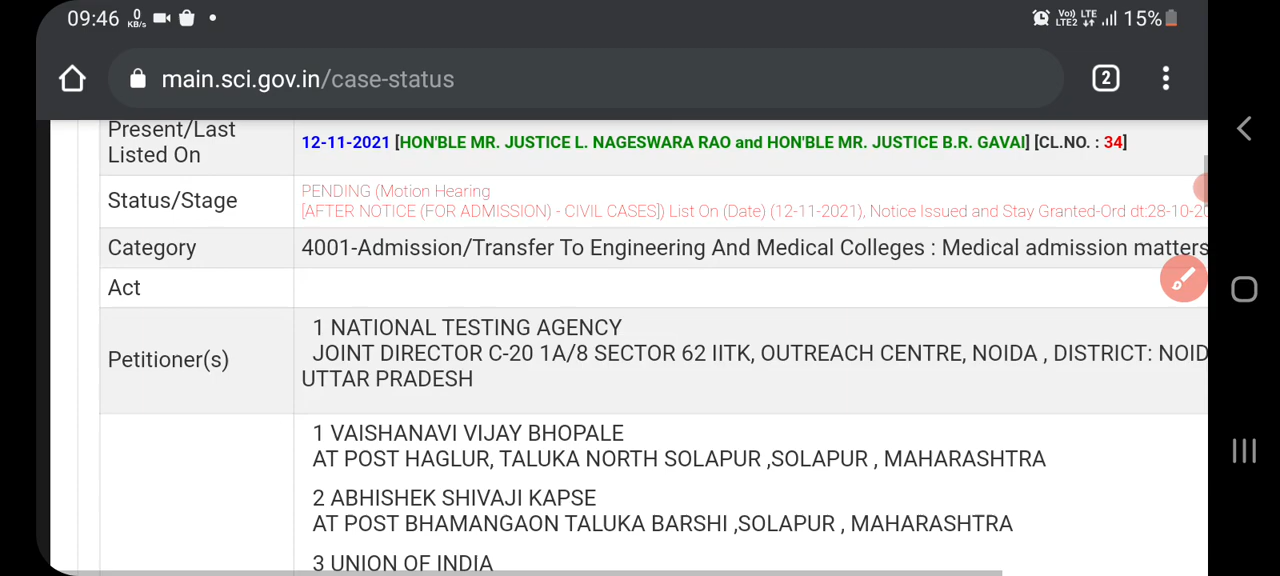 09:46 0 KB/s Vo) LTE LTE2 15%
main.sci.gov.in/case-status 2
Present/Last
Listed On
12-11-2021 [HON'BLE MR. JUSTICE L. NAGESWARA RAO and HON'BLE MR. JUSTICE B.R. GAVAI] [CL.NO. : 34]
Status/Stage
PENDING (Motion Hearing
[AFTER NOTICE (FOR ADMISSION) - CIVIL CASES]) List On (Date) (12-11-2021), Notice Issued and Stay Granted-Ord dt:28-10-20
Category
4001-Admission/Transfer To Engineering And Medical Colleges : Medical admission matters
Act
Petitioner(s)
1 NATIONAL TESTING AGENCY
JOINT DIRECTOR C-20 1A/8 SECTOR 62 IITK, OUTREACH CENTRE, NOIDA , DISTRICT: NOID
UTTAR PRADESH
1 VAISHANAVI VIJAY BHOPALE
AT POST HAGLUR, TALUKA NORTH SOLAPUR ,SOLAPUR , MAHARASHTRA
2 ABHISHEK SHIVAJI KAPSE
AT POST BHAMANGAON TALUKA BARSHI ,SOLAPUR , MAHARASHTRA
3 UNION OF INDIA